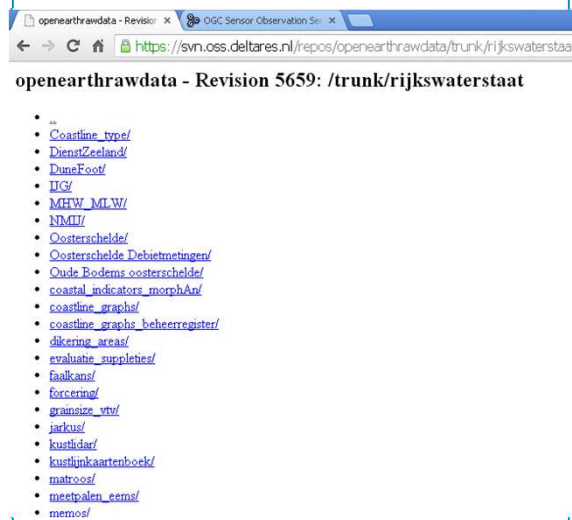 openearthrawdata - Revisio
OGC Sensor Observation Se
https://svn.oss.deltares.nl/repos/openearthrawdata/trunk/rijkswaterstaa
openearthrawdata - Revision 5659: /trunk/rijkswaterstaat
..
Coastline_type/
DienstZeeland/
DuneFoot/
IJG/
MHW_MLW/
NMIJ/
Oosterschelde/
Oosterschelde Debietmetingen/
Oude Bodems oosterschelde/
coastal_indicators_morphAn/
coastline_graphs/
coastline_graphs_beheerregister/
dikering_areas/
evaluatie_suppleties/
faalkans/
forcering/
grainsize_vtv/
jarkus/
kustlidar/
kustlijnkaartenboek/
matroos/
meetpalen_eems/
memos/